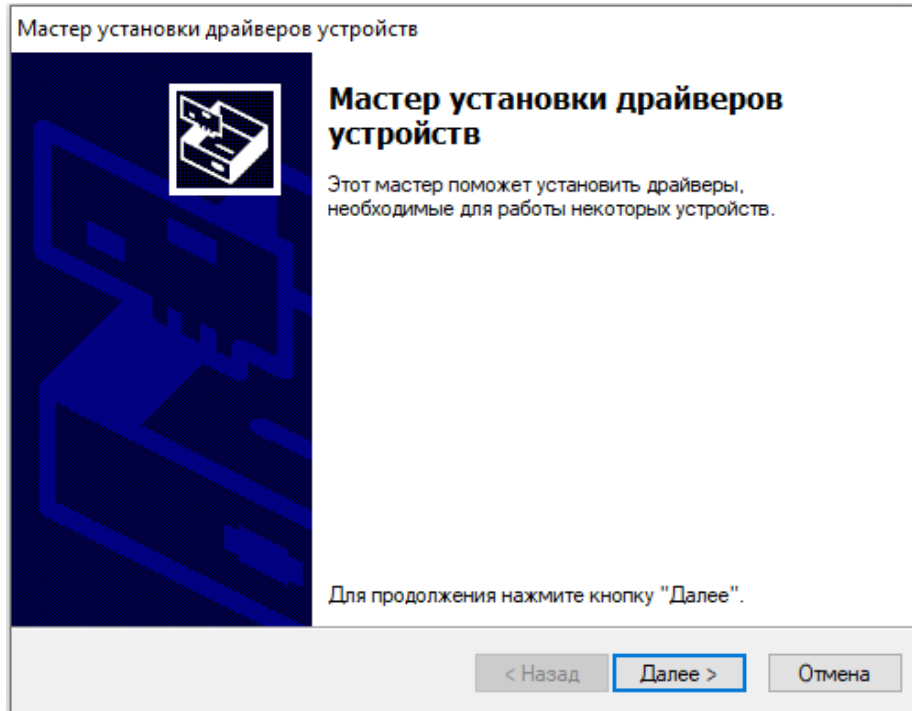 Мастер установки драйверов устройств
Мастер установки драйверов
устройств
Этот мастер поможет установить драйверы,
необходимые для работы некоторых устройств.
Для продолжения нажмите кнопку "Далее".
< Назад
Далее >
Отмена